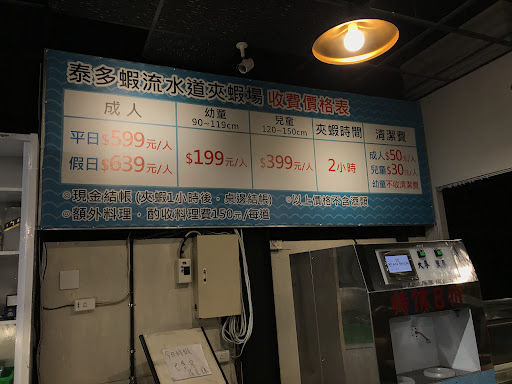 泰多蝦流水道夾蝦場 收費價格表
成人
幼童
90~119cm
兒童
120~150cm
夾蝦時間
清潔費
平日$599元/人
假日$639元/人
$199元/人
$399元/人
2小時
成人$50元/人
兒童$30元/人
幼童不收清潔費
◎現金結帳(夾蝦1小時後,桌邊結帳)
◎以上價格不含酒類
◎額外料理,酌收料理費150元/每道